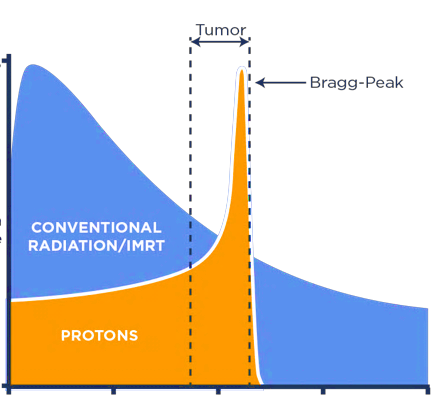 Tumor
Bragg-Peak
CONVENTIONAL
RADIATION/IMRT
PROTONS